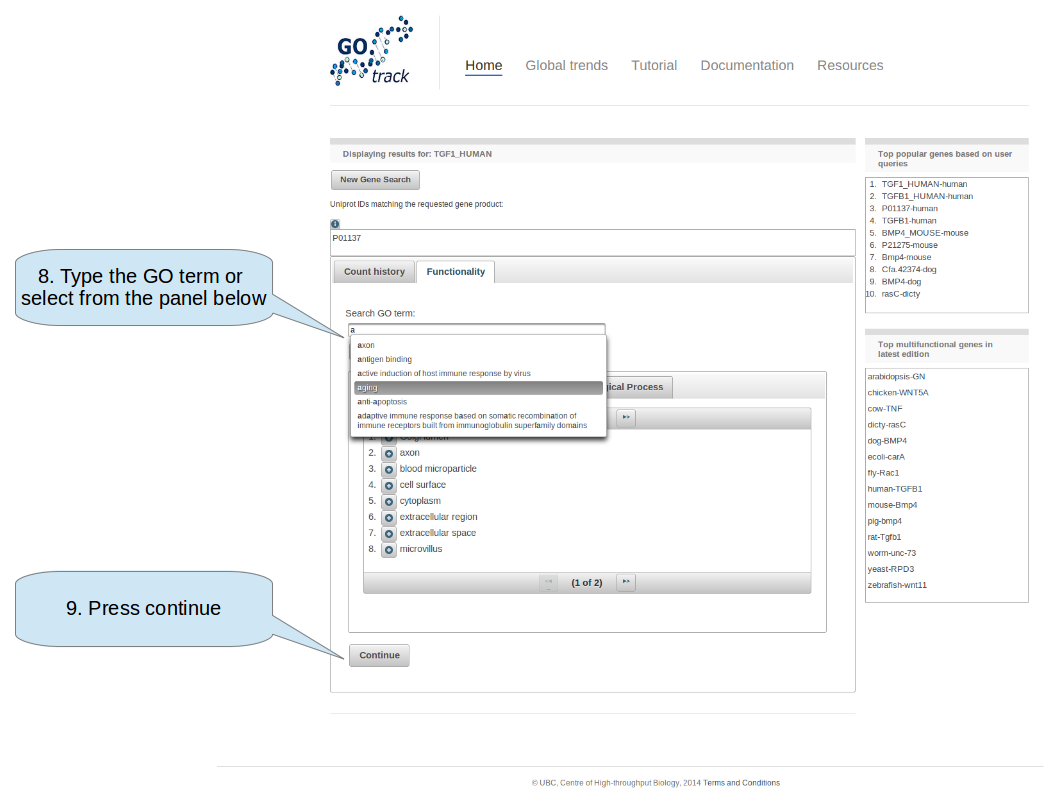 GO
track
Home Global trends Tutorial Documentation Resources
Displaying results for: TGF1_HUMAN
New Gene Search
Uniprot IDs matching the requested gene product:
P01137
Count history Functionality
8. Type the GO term or
select from the panel below
Search GO term:
a
axon
antigen binding
active induction of host immune response by virus
aging
anti-apoptosis
adaptive immune response based on somatic recombination of
immune receptors built from immunoglobulin superfamily domains
ical Process
1.
2. axon
3. blood microparticle
4. cell surface
5. cytoplasm
6. extracellular region
7. extracellular space
8. microvillus
(1 of 2)
9. Press continue
Continue
Top popular genes based on user
queries
1. TGF1_HUMAN-human
2. TGFB1_HUMAN-human
3. P01137-human
4. TGFB1-human
5. BMP4_MOUSE-mouse
6. P21275-mouse
7. Bmp4-mouse
8. Cfa.42374-dog
9. BMP4-dog
10. rasC-dicty
Top multifunctional genes in
latest edition
arabidopsis-GN
chicken-WNT5A
cow-TNF
dicty-rasC
dog-BMP4
ecoli-carA
fly-Rac1
human-TGFB1
mouse-Bmp4
pig-bmp4
rat-Tgfb1
worm-unc-73
yeast-RPD3
zebrafish-wnt11
© UBC, Centre of High-throughput Biology, 2014 Terms and Conditions